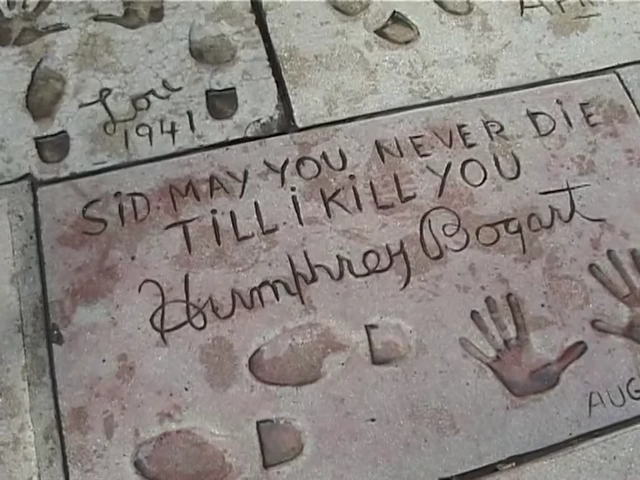 Lou
1941
SiD. MAY YOU NEVER DIE
TiLL i KiLL YOU
Humphrey Bogart
AUG